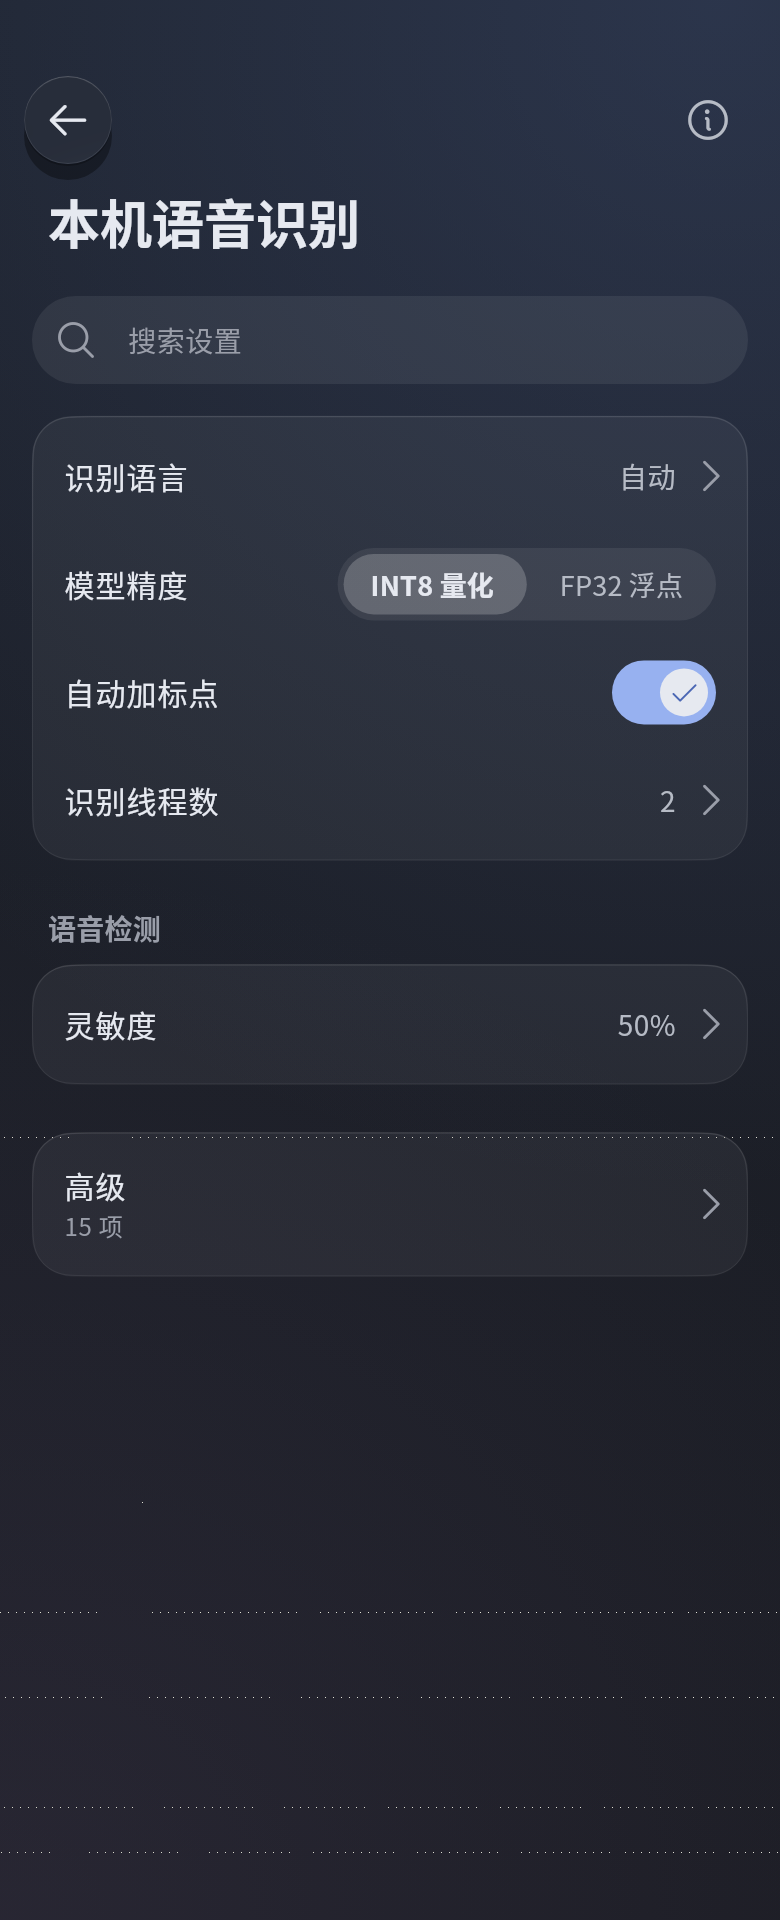 本机语音识别
搜索设置
识别语言 自动
模型精度 INT8 量化 FP32 浮点
自动加标点
识别线程数 2
语音检测
灵敏度 50%
高级
15 项